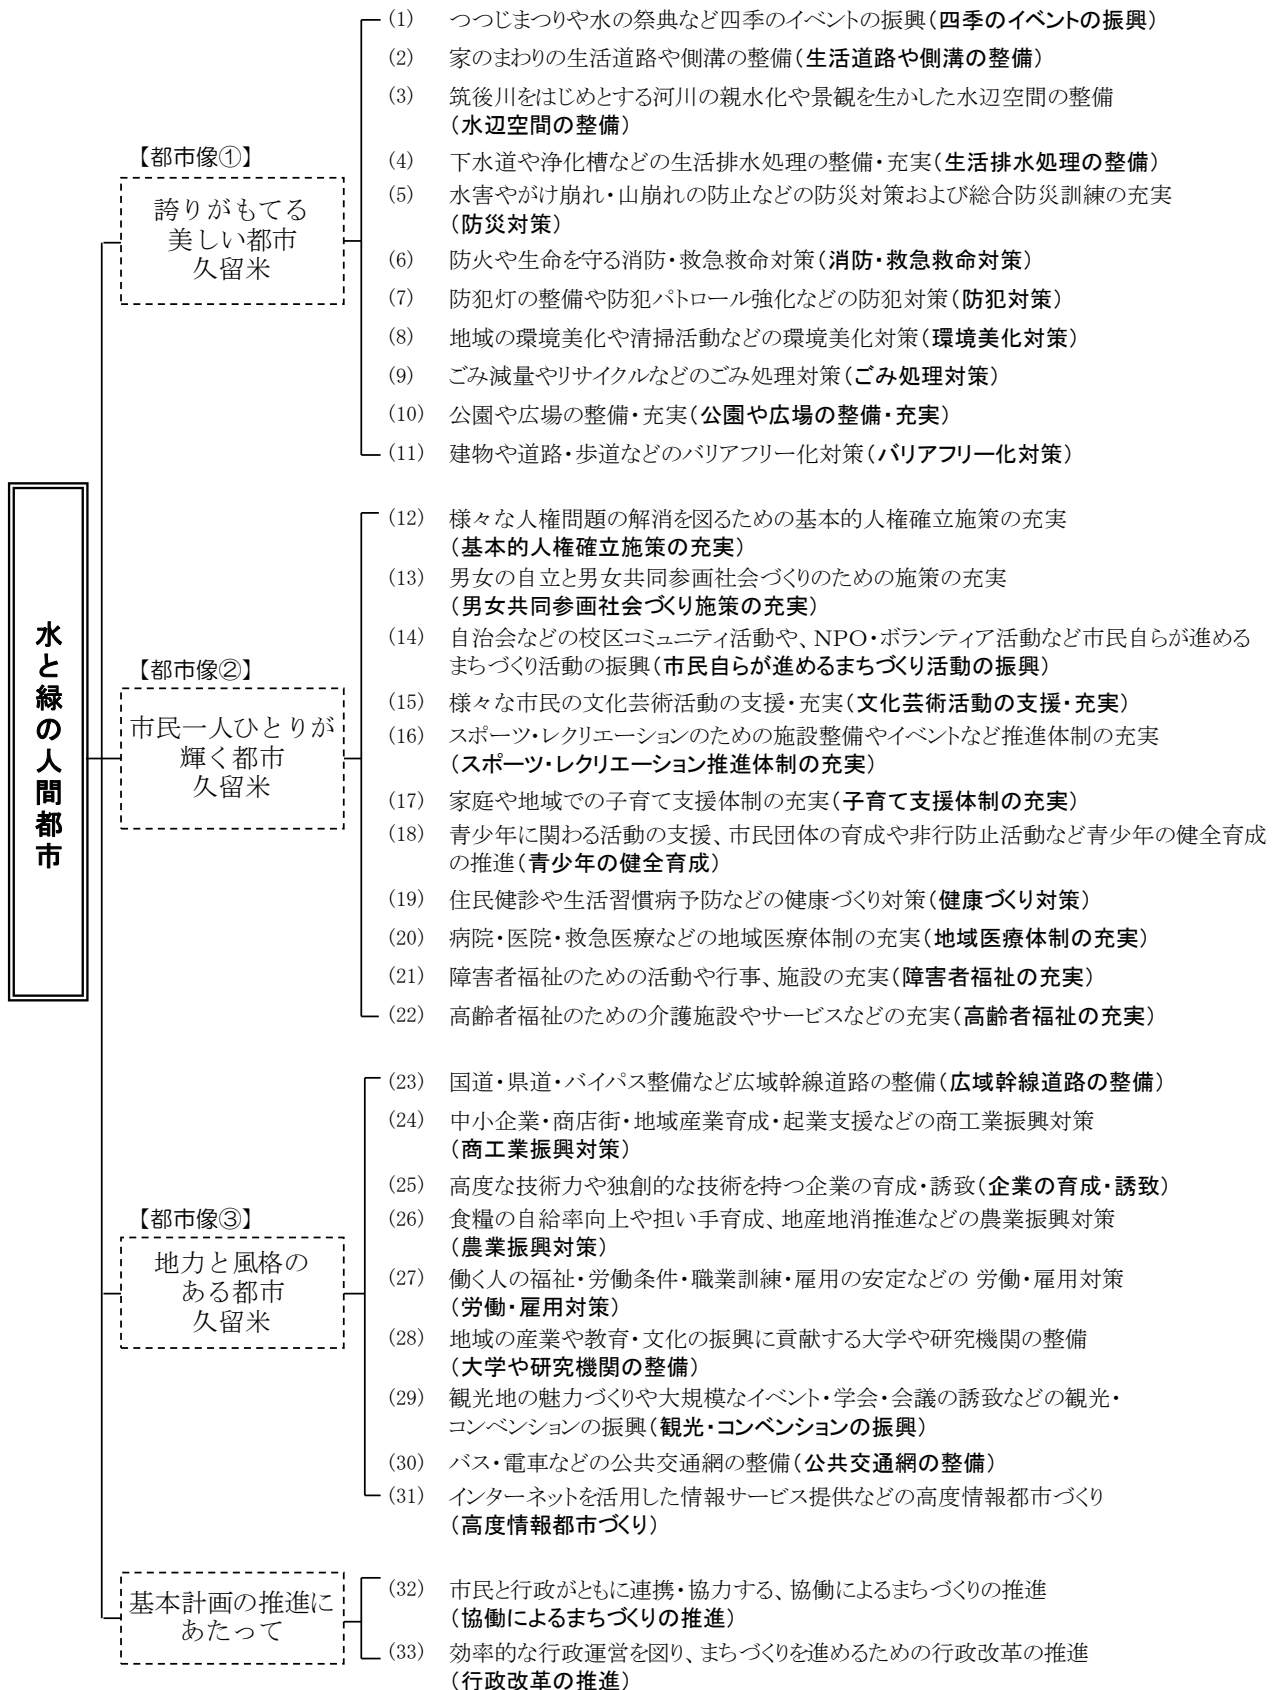 水と緑の人間都市
【都市像①】
誇りがもてる
美しい都市
久留米
(1) つつじまつりや水の祭典など四季のイベントの振興(四季のイベントの振興)
(2) 家のまわりの生活道路や側溝の整備(生活道路や側溝の整備)
(3) 筑後川をはじめとする河川の親水化や景観を生かした水辺空間の整備
(水辺空間の整備)
(4) 下水道や浄化槽などの生活排水処理の整備・充実(生活排水処理の整備)
(5) 水害やがけ崩れ・山崩れの防止などの防災対策および総合防災訓練の充実
(防災対策)
(6) 防火や生命を守る消防・救急救命対策(消防・救急救命対策)
(7) 防犯灯の整備や防犯パトロール強化などの防犯対策(防犯対策)
(8) 地域の環境美化や清掃活動などの環境美化対策(環境美化対策)
(9) ごみ減量やリサイクルなどのごみ処理対策(ごみ処理対策)
(10) 公園や広場の整備・充実(公園や広場の整備・充実)
(11) 建物や道路・歩道などのバリアフリー化対策(バリアフリー化対策)
【都市像②】
市民一人ひとりが
輝く都市
久留米
(12) 様々な人権問題の解消を図るための基本的人権確立施策の充実
(基本的人権確立施策の充実)
(13) 男女の自立と男女共同参画社会づくりのための施策の充実
(男女共同参画社会づくり施策の充実)
(14) 自治会などの校区コミュニティ活動や、NPO・ボランティア活動など市民自らが進める
まちづくり活動の振興(市民自らが進めるまちづくり活動の振興)
(15) 様々な市民の文化芸術活動の支援・充実(文化芸術活動の支援・充実)
(16) スポーツ・レクリエーションのための施設整備やイベントなど推進体制の充実
(スポーツ・レクリエーション推進体制の充実)
(17) 家庭や地域での子育て支援体制の充実(子育て支援体制の充実)
(18) 青少年に関わる活動の支援、市民団体の育成や非行防止活動など青少年の健全育成
の推進(青少年の健全育成)
(19) 住民健診や生活習慣病予防などの健康づくり対策(健康づくり対策)
(20) 病院・医院・救急医療などの地域医療体制の充実(地域医療体制の充実)
(21) 障害者福祉のための活動や行事、施設の充実(障害者福祉の充実)
(22) 高齢者福祉のための介護施設やサービスなどの充実(高齢者福祉の充実)
【都市像③】
地力と風格の
ある都市
久留米
(23) 国道・県道・バイパス整備など広域幹線道路の整備(広域幹線道路の整備)
(24) 中小企業・商店街・地域産業育成・起業支援などの商工業振興対策
(商工業振興対策)
(25) 高度な技術力や独創的な技術を持つ企業の育成・誘致(企業の育成・誘致)
(26) 食糧の自給率向上や担い手育成、地産地消推進などの農業振興対策
(農業振興対策)
(27) 働く人の福祉・労働条件・職業訓練・雇用の安定などの 労働・雇用対策
(労働・雇用対策)
(28) 地域の産業や教育・文化の振興に貢献する大学や研究機関の整備
(大学や研究機関の整備)
(29) 観光地の魅力づくりや大規模なイベント・学会・会議の誘致などの観光・
コンベンションの振興(観光・コンベンションの振興)
(30) バス・電車などの公共交通網の整備(公共交通網の整備)
(31) インターネットを活用した情報サービス提供などの高度情報都市づくり
(高度情報都市づくり)
基本計画の推進に
あたって
(32) 市民と行政がともに連携・協力する、協働によるまちづくりの推進
(協働によるまちづくりの推進)
(33) 効率的な行政運営を図り、まちづくりを進めるための行政改革の推進
(行政改革の推進)